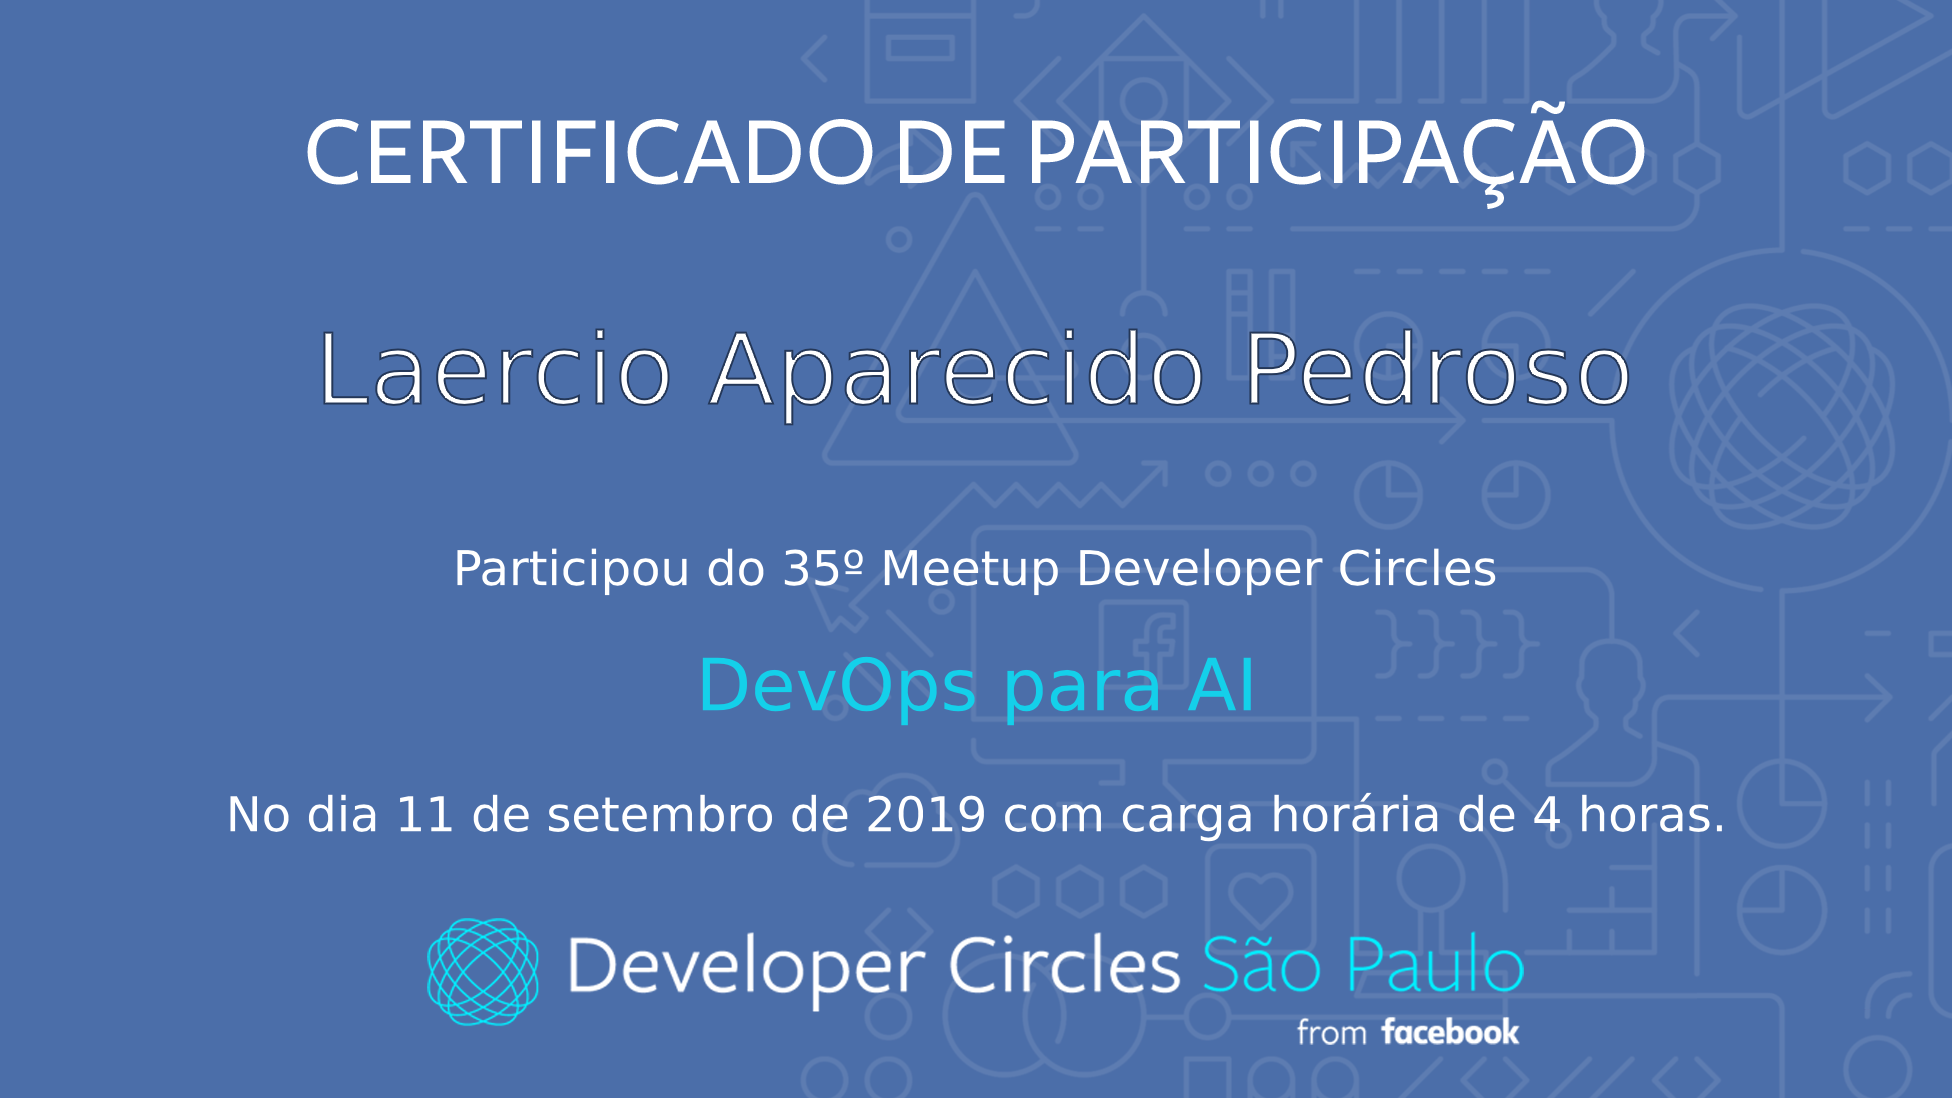 CERTIFICADO DE PARTICIPAÇÃO
Laercio Aparecido Pedroso
Participou do 35º Meetup Developer Circles
DevOps para AI
No dia 11 de setembro de 2019 com carga horária de 4 horas.
Developer Circles São Paulo
from facebook